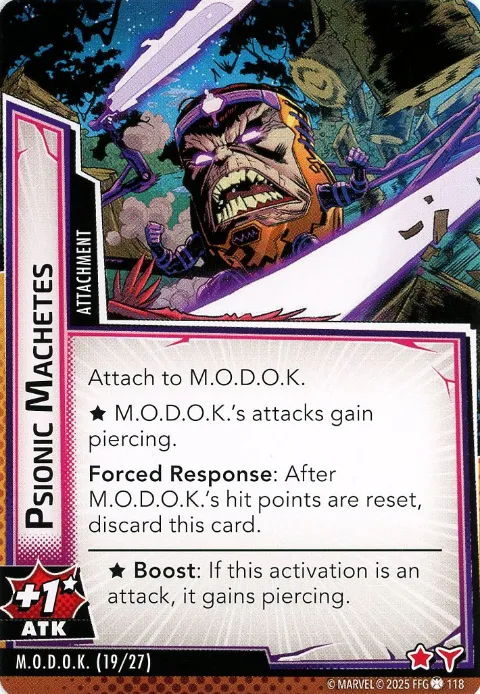 ATTACHMENT
PSIONIC MACHETES
Attach to M.O.D.O.K.
★ M.O.D.O.K.'s attacks gain
piercing.
Forced Response: After
M.O.D.O.K.'s hit points are reset,
discard this card.
★ Boost: If this activation is an
attack, it gains piercing.
+1★
ATK
M.O.D.O.K. (19/27)
© MARVEL © 2025 FFG 118